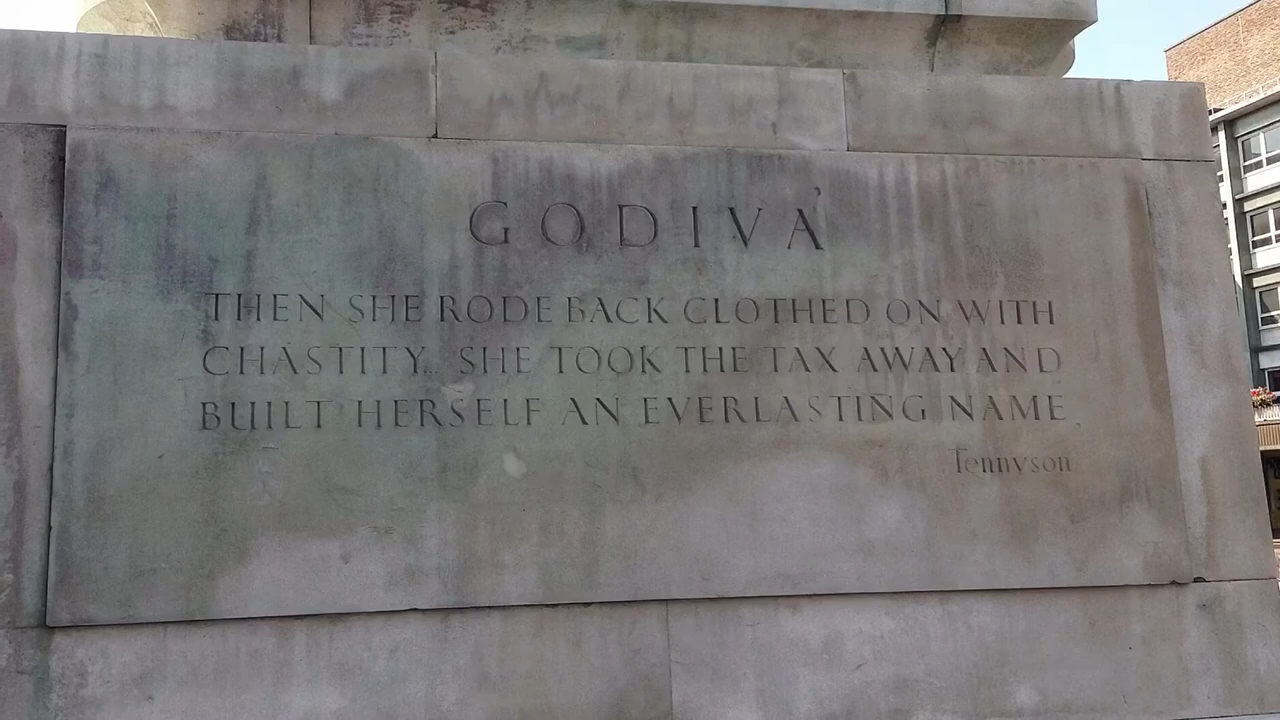 GODIVA
THEN SHE RODE BACK CLOTHED ON WITH
CHASTITY... SHE TOOK THE TAX AWAY AND
BUILT HERSELF AN EVERLASTING NAME
Tennyson